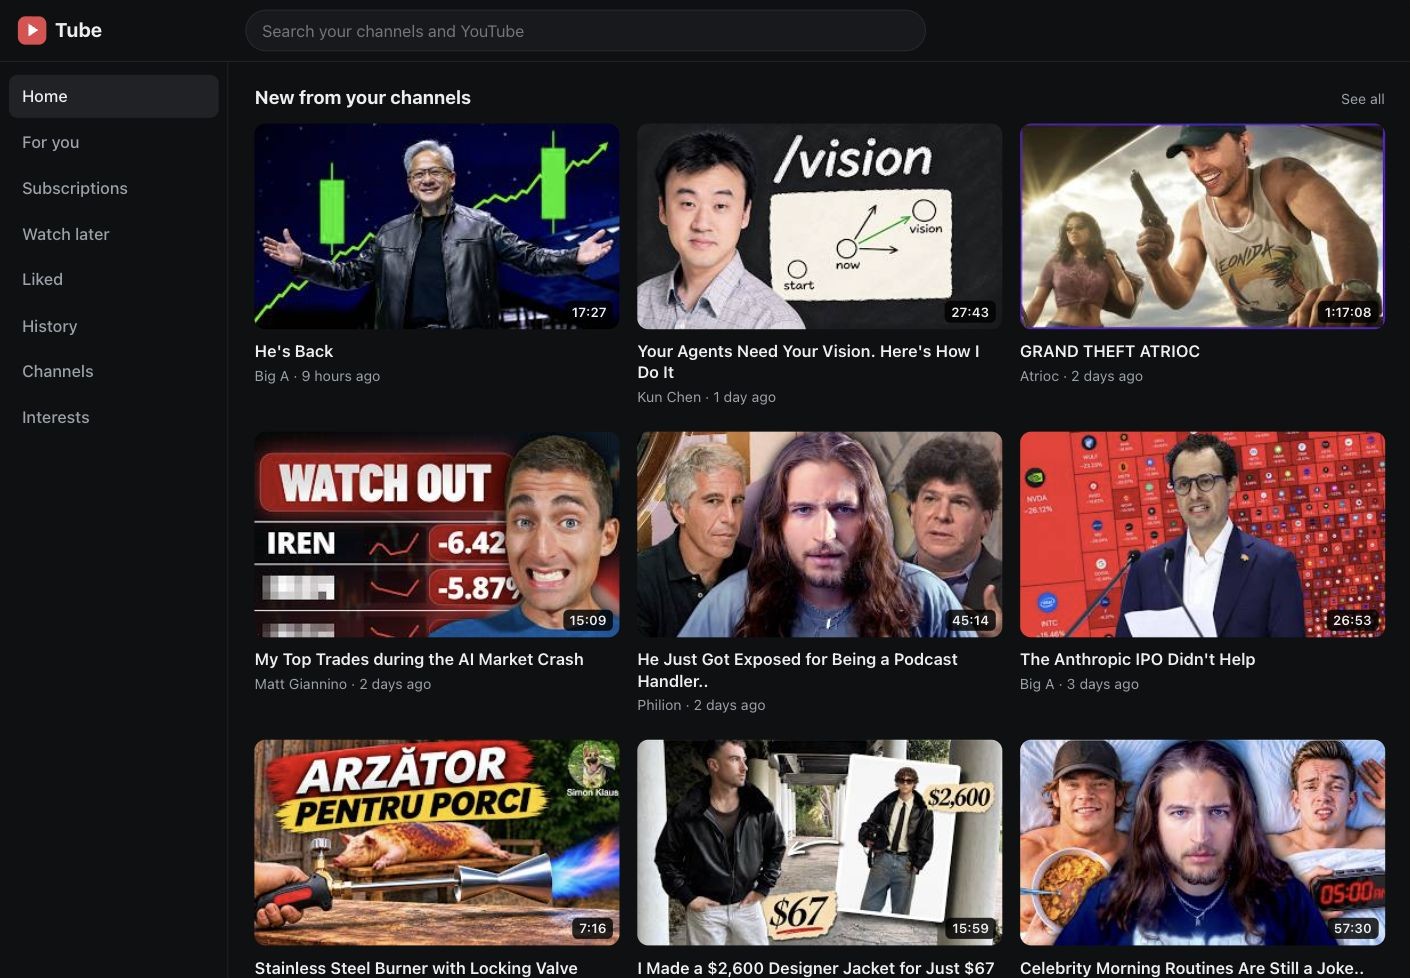 Tube
Search your channels and YouTube
Home
For you
Subscriptions
Watch later
Liked
History
Channels
Interests
New from your channels
See all
17:27
He's Back
Big A · 9 hours ago
/vision
vision
now
start
27:43
Your Agents Need Your Vision. Here's How I
Do It
Kun Chen · 1 day ago
LEONIDA
1:17:08
GRAND THEFT ATRIOC
Atrioc · 2 days ago
WATCH OUT
IREN
-6.42
-5.87%
15:09
My Top Trades during the AI Market Crash
Matt Giannino · 2 days ago
45:14
He Just Got Exposed for Being a Podcast
Handler..
Philion · 2 days ago
NVDA
-26.12%
INTC
26:53
The Anthropic IPO Didn't Help
Big A · 3 days ago
ARZĂTOR
PENTRU PORCI
Simon Klaus
7:16
Stainless Steel Burner with Locking Valve
$2,600
$67
15:59
I Made a $2,600 Designer Jacket for Just $67
05:00
57:30
Celebrity Morning Routines Are Still a Joke..